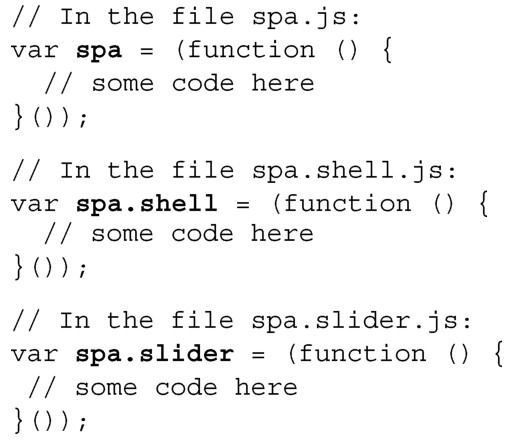 // In the file spa.js:
var spa = (function () {
  // some code here
}());
// In the file spa.shell.js:
var spa.shell = (function () {
  // some code here
}());
// In the file spa.slider.js:
var spa.slider = (function () {
 // some code here
}());